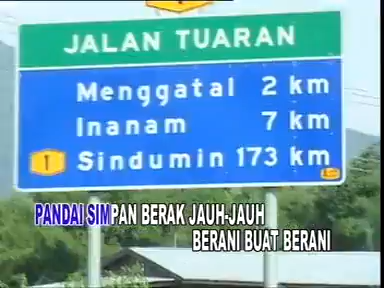 JALAN TUARAN
Menggatal 2 km
Inanam 7 km
1 Sindumin 173 km
PANDAI SIMPAN BERAK JAUH-JAUH
BERANI BUAT BERANI